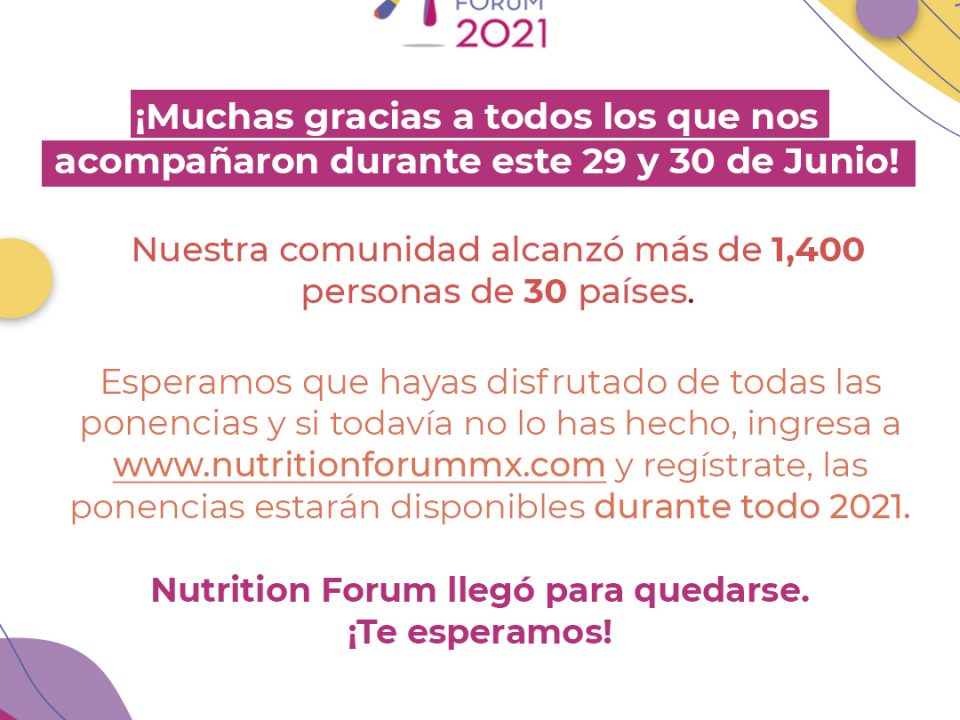 FORUM
2021
¡Muchas gracias a todos los que nos
acompañaron durante este 29 y 30 de Junio!
Nuestra comunidad alcanzó más de 1,400
personas de 30 países.
Esperamos que hayas disfrutado de todas las
ponencias y si todavía no lo has hecho, ingresa a
www.nutritionforummx.com y regístrate, las
ponencias estarán disponibles durante todo 2021.
Nutrition Forum llegó para quedarse.
¡Te esperamos!